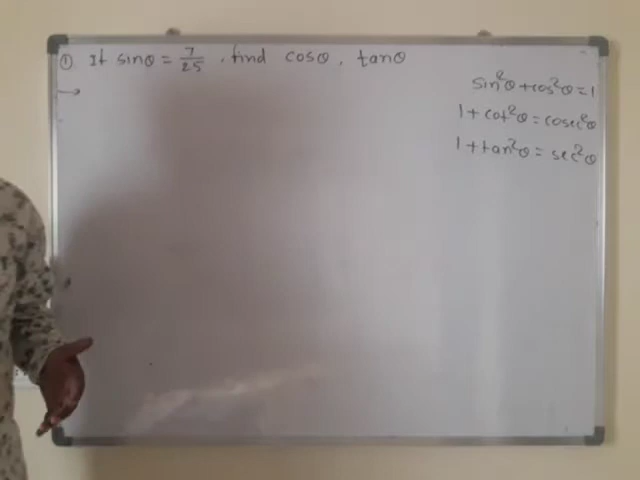 ① If sinθ = 7/25 . find cosθ , tanθ
→
sin²θ + cos²θ = 1
1 + cot²θ = cosec²θ
1 + tan²θ = sec²θ